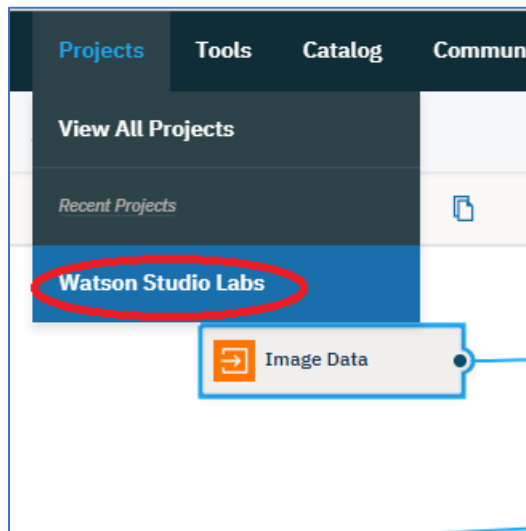 Projects Tools Catalog Commun
View All Projects
Recent Projects
Watson Studio Labs
Image Data